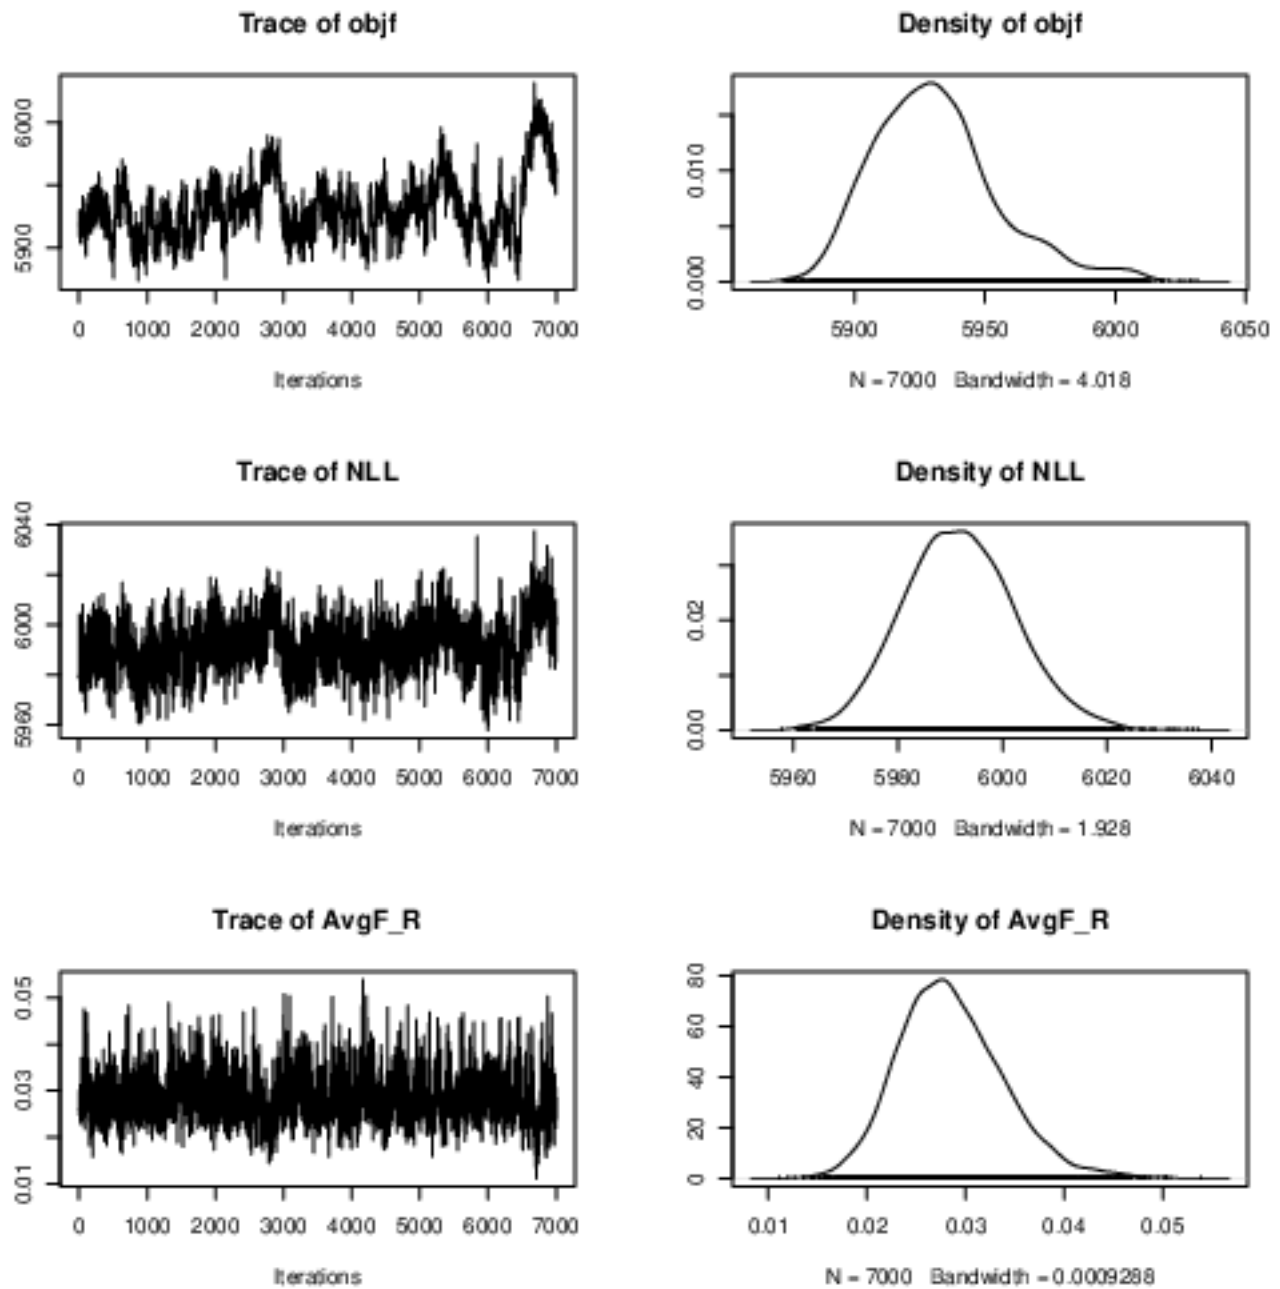 Trace of objf
Density of objf
6000
5900
0 1000 2000 3000 4000 5000 6000 7000
Iterations
0.010
0.000
5900 5950 6000 6050
N = 7000 Bandwidth = 4.018
Trace of NLL
Density of NLL
6040
6000
5960
0 1000 2000 3000 4000 5000 6000 7000
Iterations
0.02
0.00
5960 5980 6000 6020 6040
N = 7000 Bandwidth = 1.928
Trace of AvgF_R
Density of AvgF_R
0.05
0.03
0.01
0 1000 2000 3000 4000 5000 6000 7000
Iterations
80
60
40
20
0
0.01 0.02 0.03 0.04 0.05
N = 7000 Bandwidth = 0.0009288